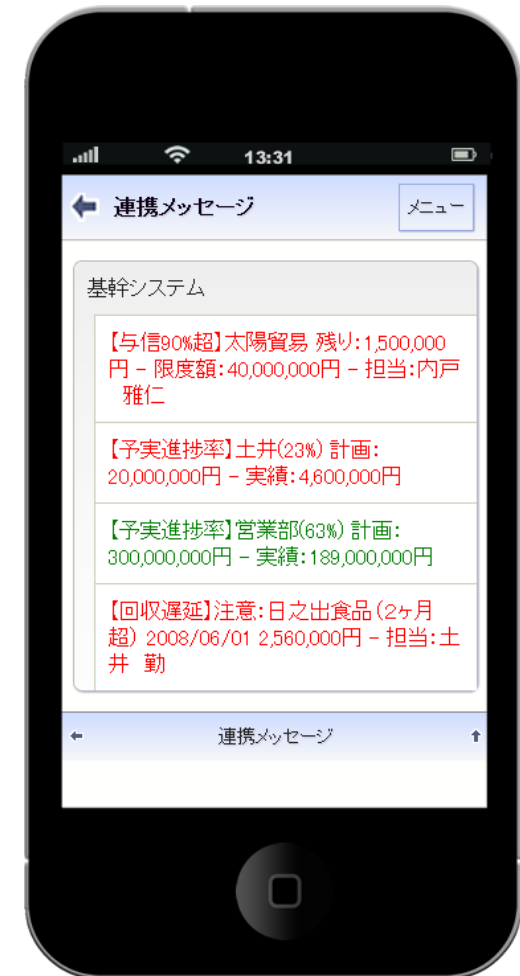 13:31
連携メッセージ
メニュー
基幹システム
【与信90%超】太陽貿易 残り:1,500,000
円 - 限度額:40,000,000円 - 担当:内戸
雅仁
【予実進捗率】土井(23%) 計画:
20,000,000円 - 実績:4,600,000円
【予実進捗率】営業部(63%) 計画:
300,000,000円 - 実績:189,000,000円
【回収遅延】注意:日之出食品(2ヶ月
超) 2008/06/01 2,560,000円 - 担当:土
井 勤
連携メッセージ